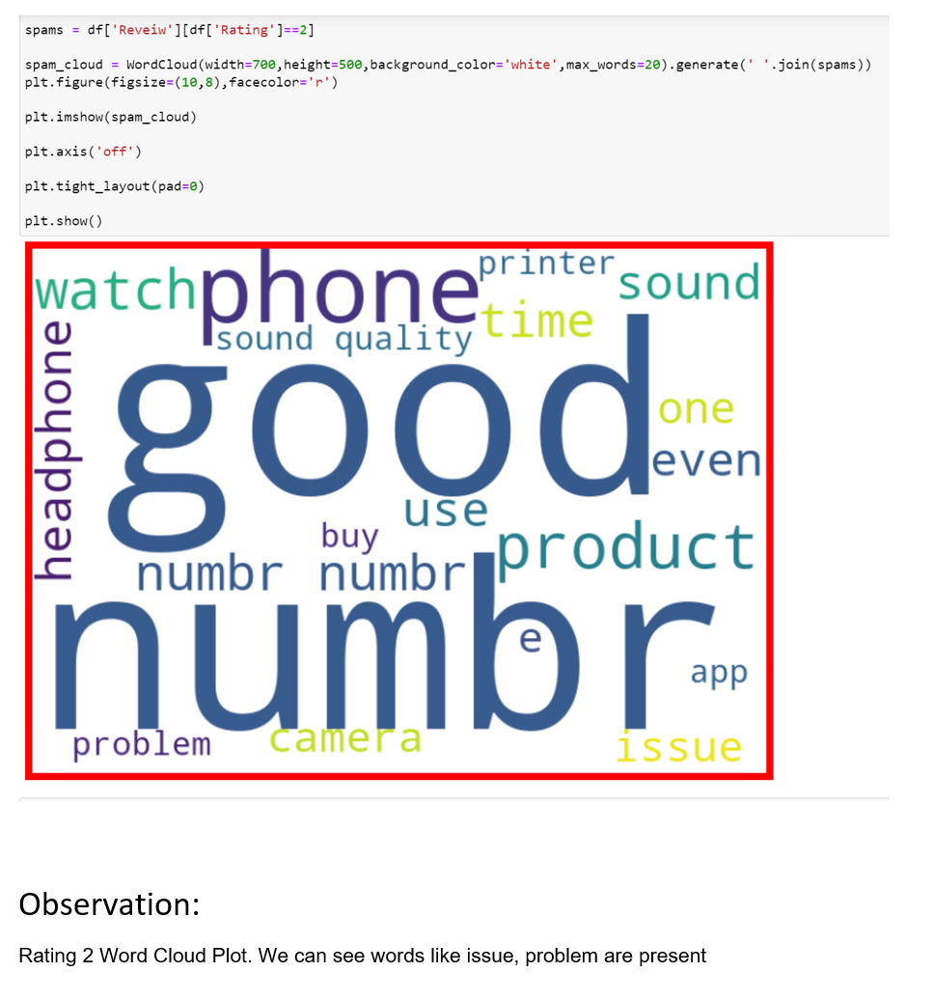 spams = df['Reveiw'][df['Rating']==2]
spam_cloud = WordCloud(width=700,height=500,background_color='white',max_words=20).generate(' '.join(spams))
plt.figure(figsize=(10,8),facecolor='r')
plt.imshow(spam_cloud)
plt.axis('off')
plt.tight_layout(pad=0)
plt.show()
watch
phone
printer
sound
time
sound quality
headphone
good
one
even
use
buy
product
numbr numbr
numbr
e
app
problem
camera
issue
Observation:
Rating 2 Word Cloud Plot. We can see words like issue, problem are present